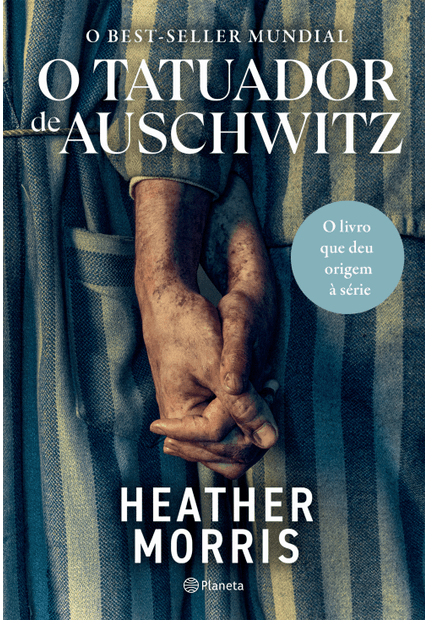 O BEST-SELLER MUNDIAL
O TATUADOR
de AUSCHWITZ
O livro
que deu
origem
à série
HEATHER
MORRIS
Planeta